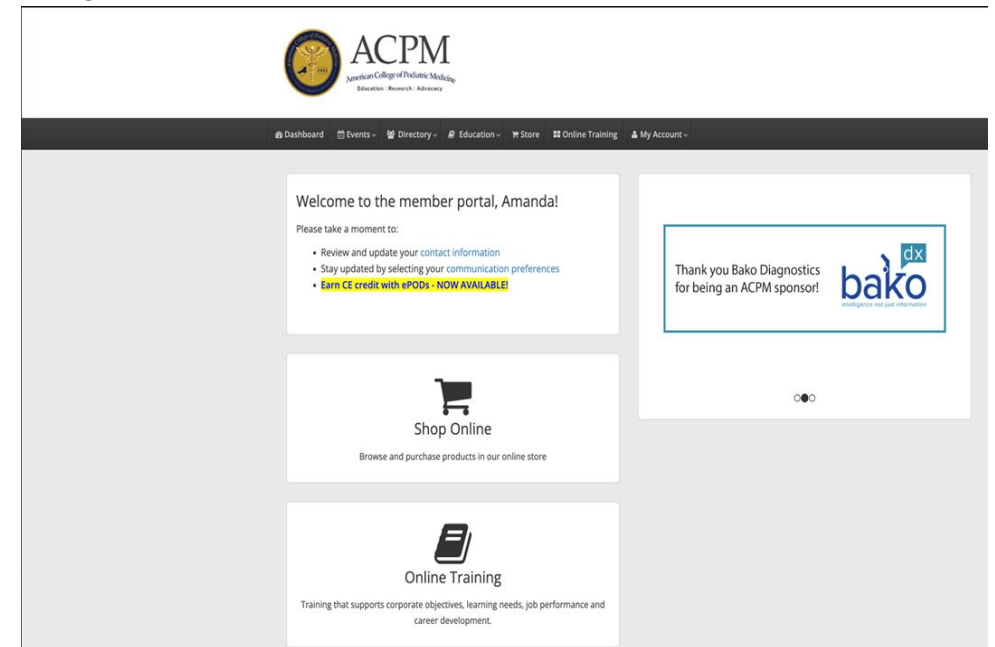 ACPM
American College of Podiatric Medicine
Education | Research | Advocacy
Dashboard Events Directory Education Store Online Training My Account
Welcome to the member portal, Amanda!
Please take a moment to:
• Review and update your contact information
• Stay updated by selecting your communication preferences
• Earn CE credit with ePODs - NOW AVAILABLE!
Thank you Bako Diagnostics
for being an ACPM sponsor!
dx
bako
intelligence not just information
Shop Online
Browse and purchase products in our online store
Online Training
Training that supports corporate objectives, learning needs, job performance and
career development.